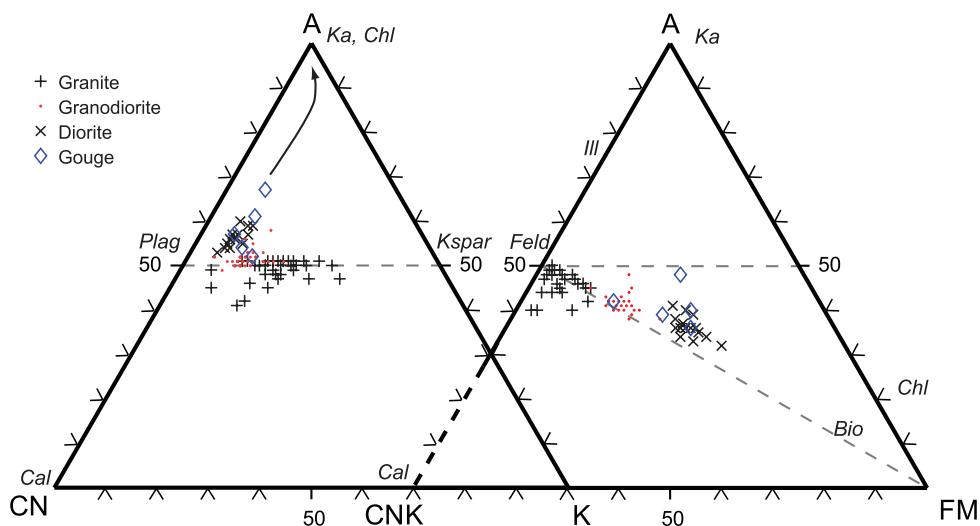 A
Ka, Chl
A
Ka
Granite
Granodiorite
Diorite
Gouge
Ill
Plag
Kspar
Feld
50
50
50
50
Chl
Bio
Cal
Cal
CN
50
CNK
K
50
FM